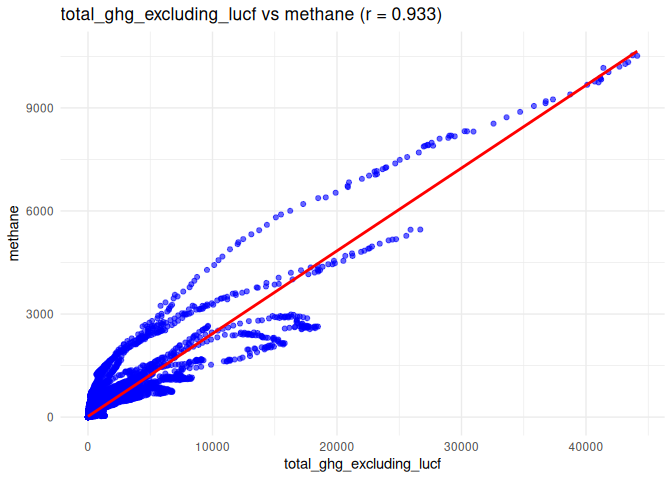 total_ghg_excluding_lucf vs methane (r = 0.933)
methane
9000
6000
3000
0
0 10000 20000 30000 40000
total_ghg_excluding_lucf